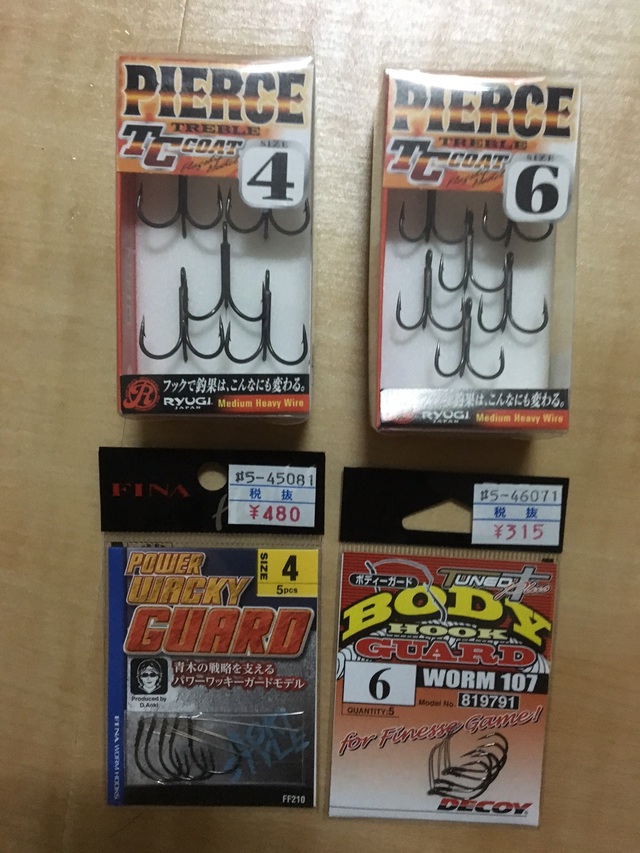 PIERCE
TREBLE
TC COAT
SIZE
4
フックで釣果は、こんなにも変わる。
RYUGI
JAPAN
Medium Heavy Wire
PIERCE
TREBLE
TC COAT
SIZE
6
フックで釣果は、こんなにも変わる。
RYUGI
JAPAN
Medium Heavy Wire
FINA
♯5-45081
税 抜
¥480
POWER
WACKY
GUARD
SIZE
4
5pcs
青木の戦略を支える
パワーワッキーガードモデル
Produced by
D.Aoki
FINA WORM HOOKS
FF210
♯5-46071
税 抜
¥315
ボディーガード
TUNED
BODY
HOOK
GUARD
WORM 107
6
Model No. 819791
QUANTITY:5
for Finesse Game!
DECOY